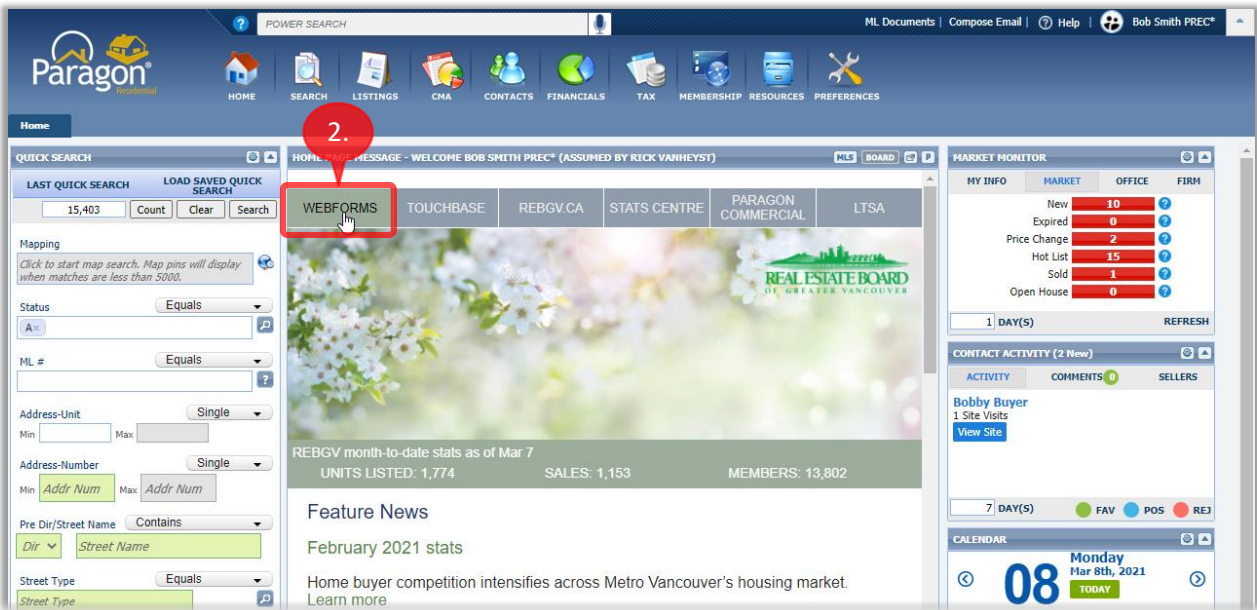 POWER SEARCH
ML Documents | Compose Email | ? Help | Bob Smith PREC*
Paragon®
Residential
HOME SEARCH LISTINGS CMA CONTACTS FINANCIALS TAX MEMBERSHIP RESOURCES PREFERENCES
Home
2.
QUICK SEARCH
LAST QUICK SEARCH
LOAD SAVED QUICK
SEARCH
15,403 Count Clear Search
Mapping
Click to start map search. Map pins will display
when matches are less than 5000.
Status Equals
A×
ML # Equals
Address-Unit Single
Min Max
Address-Number Single
Min Addr Num Max Addr Num
Pre Dir/Street Name Contains
Dir Street Name
Street Type Equals
Street Type
HOME PAGE MESSAGE - WELCOME BOB SMITH PREC* (ASSUMED BY RICK VANHEYST) MLS BOARD P
WEBFORMS TOUCHBASE REBGV.CA STATS CENTRE PARAGON
COMMERCIAL LTSA
REAL ESTATE BOARD
OF GREATER VANCOUVER
REBGV month-to-date stats as of Mar 7
UNITS LISTED: 1,774 SALES: 1,153 MEMBERS: 13,802
Feature News
February 2021 stats
Home buyer competition intensifies across Metro Vancouver's housing market.
Learn more
MARKET MONITOR
MY INFO MARKET OFFICE FIRM
New 10 ?
Expired 0 ?
Price Change 2 ?
Hot List 15 ?
Sold 1 ?
Open House 0 ?
1 DAY(S) REFRESH
CONTACT ACTIVITY (2 New)
ACTIVITY COMMENTS 0 SELLERS
Bobby Buyer
1 Site Visits
View Site
7 DAY(S) FAV POS REJ
CALENDAR
08 Monday
Mar 8th, 2021
TODAY